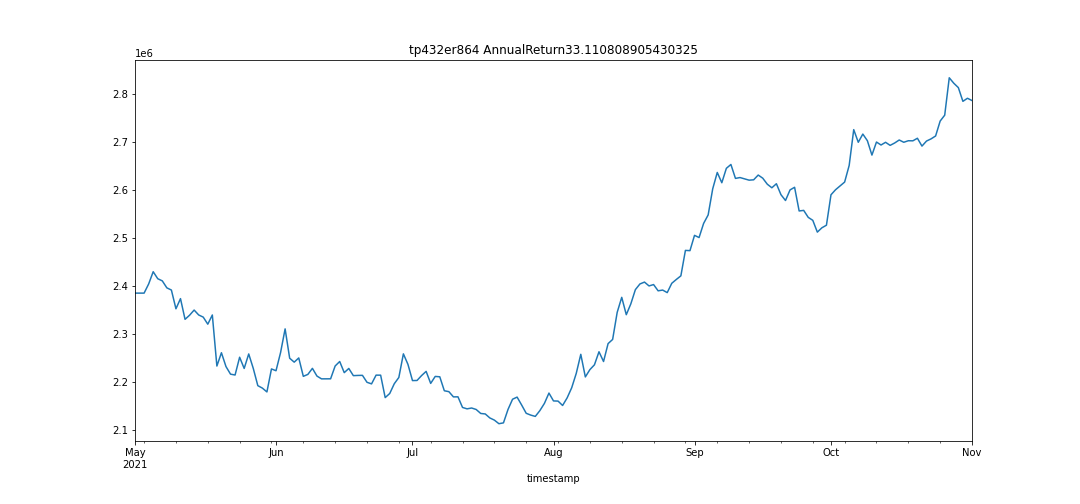 tp432er864 AnnualReturn33.110808905430325
1e6
2.8
2.7
2.6
2.5
2.4
2.3
2.2
2.1
May Jun Jul Aug Sep Oct Nov
2021
timestamp